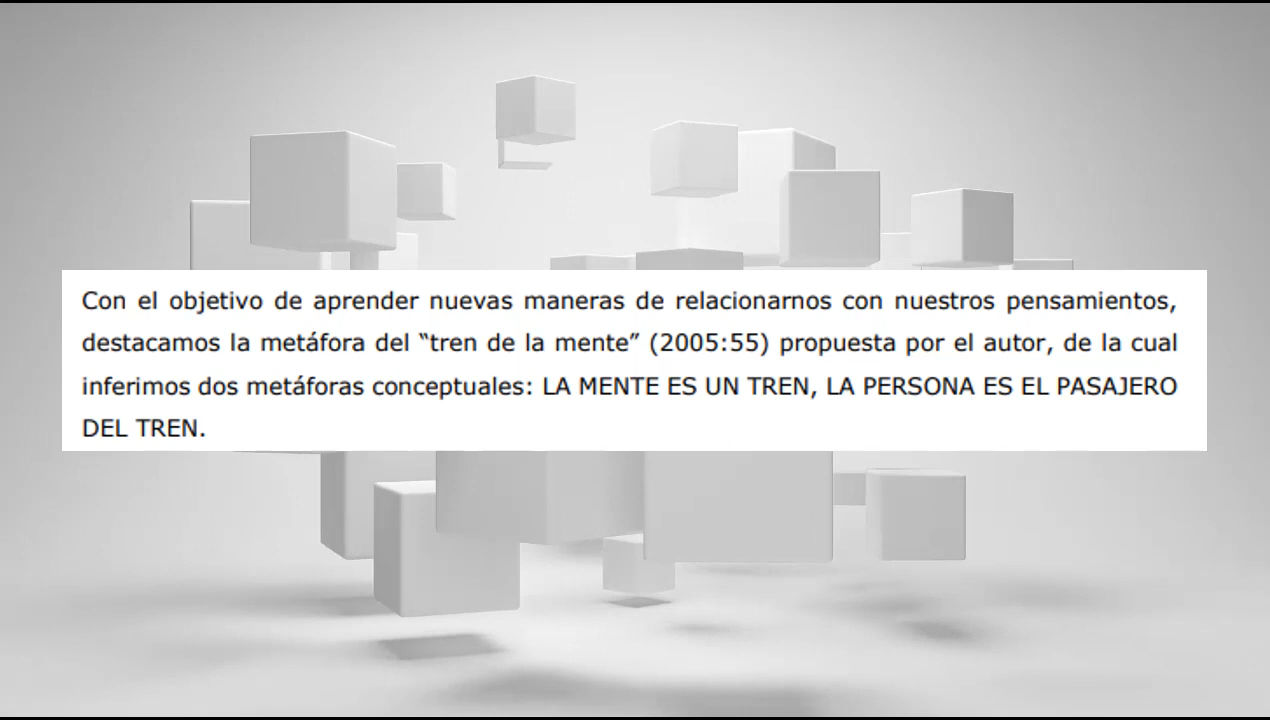 Con el objetivo de aprender nuevas maneras de relacionarnos con nuestros pensamientos,
destacamos la metáfora del “tren de la mente” (2005:55) propuesta por el autor, de la cual
inferimos dos metáforas conceptuales: LA MENTE ES UN TREN, LA PERSONA ES EL PASAJERO
DEL TREN.